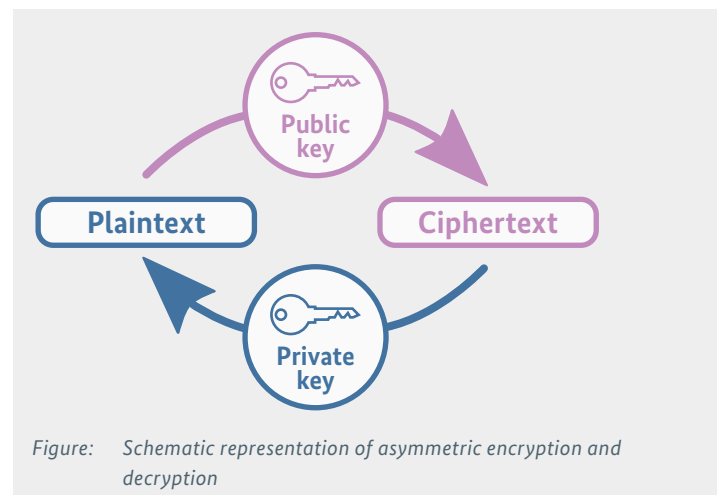 Public
key
Plaintext
Ciphertext
Private
key
Figure: Schematic representation of asymmetric encryption and
decryption